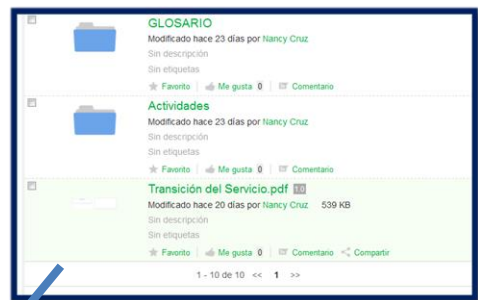 GLOSARIO
Modificado hace 23 días por Nancy Cruz
Sin descripción
Sin etiquetas
Favorito Me gusta 0 Comentario
Actividades
Modificado hace 23 días por Nancy Cruz
Sin descripción
Sin etiquetas
Favorito Me gusta 0 Comentario
Transición del Servicio.pdf 1.0
Modificado hace 20 días por Nancy Cruz 539 KB
Sin descripción
Sin etiquetas
Favorito Me gusta 0 Comentario Compartir
1 - 10 de 10 << 1 >>